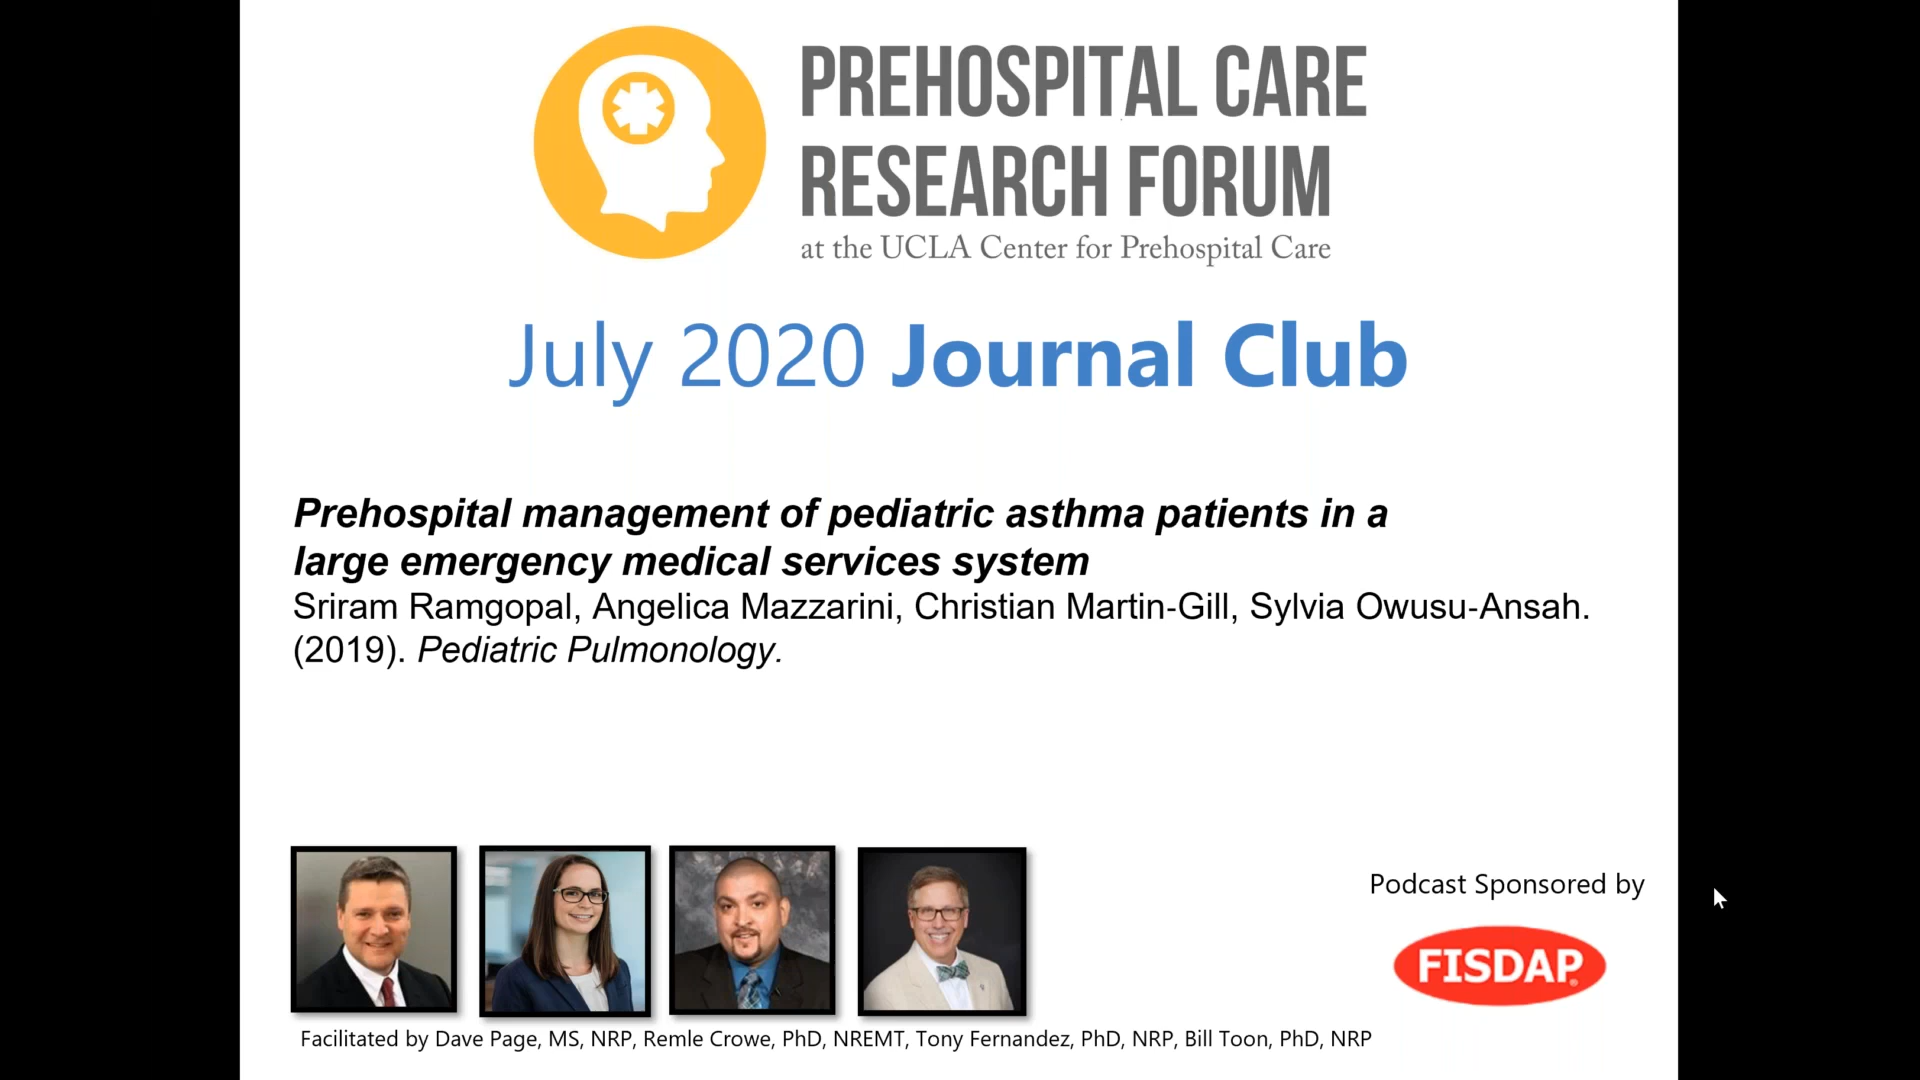 PREHOSPITAL CARE
RESEARCH FORUM
at the UCLA Center for Prehospital Care
July 2020 Journal Club
Prehospital management of pediatric asthma patients in a
large emergency medical services system
Sriram Ramgopal, Angelica Mazzarini, Christian Martin-Gill, Sylvia Owusu-Ansah.
(2019). Pediatric Pulmonology.
Podcast Sponsored by
FISDAP®
Facilitated by Dave Page, MS, NRP, Remle Crowe, PhD, NREMT, Tony Fernandez, PhD, NRP, Bill Toon, PhD, NRP